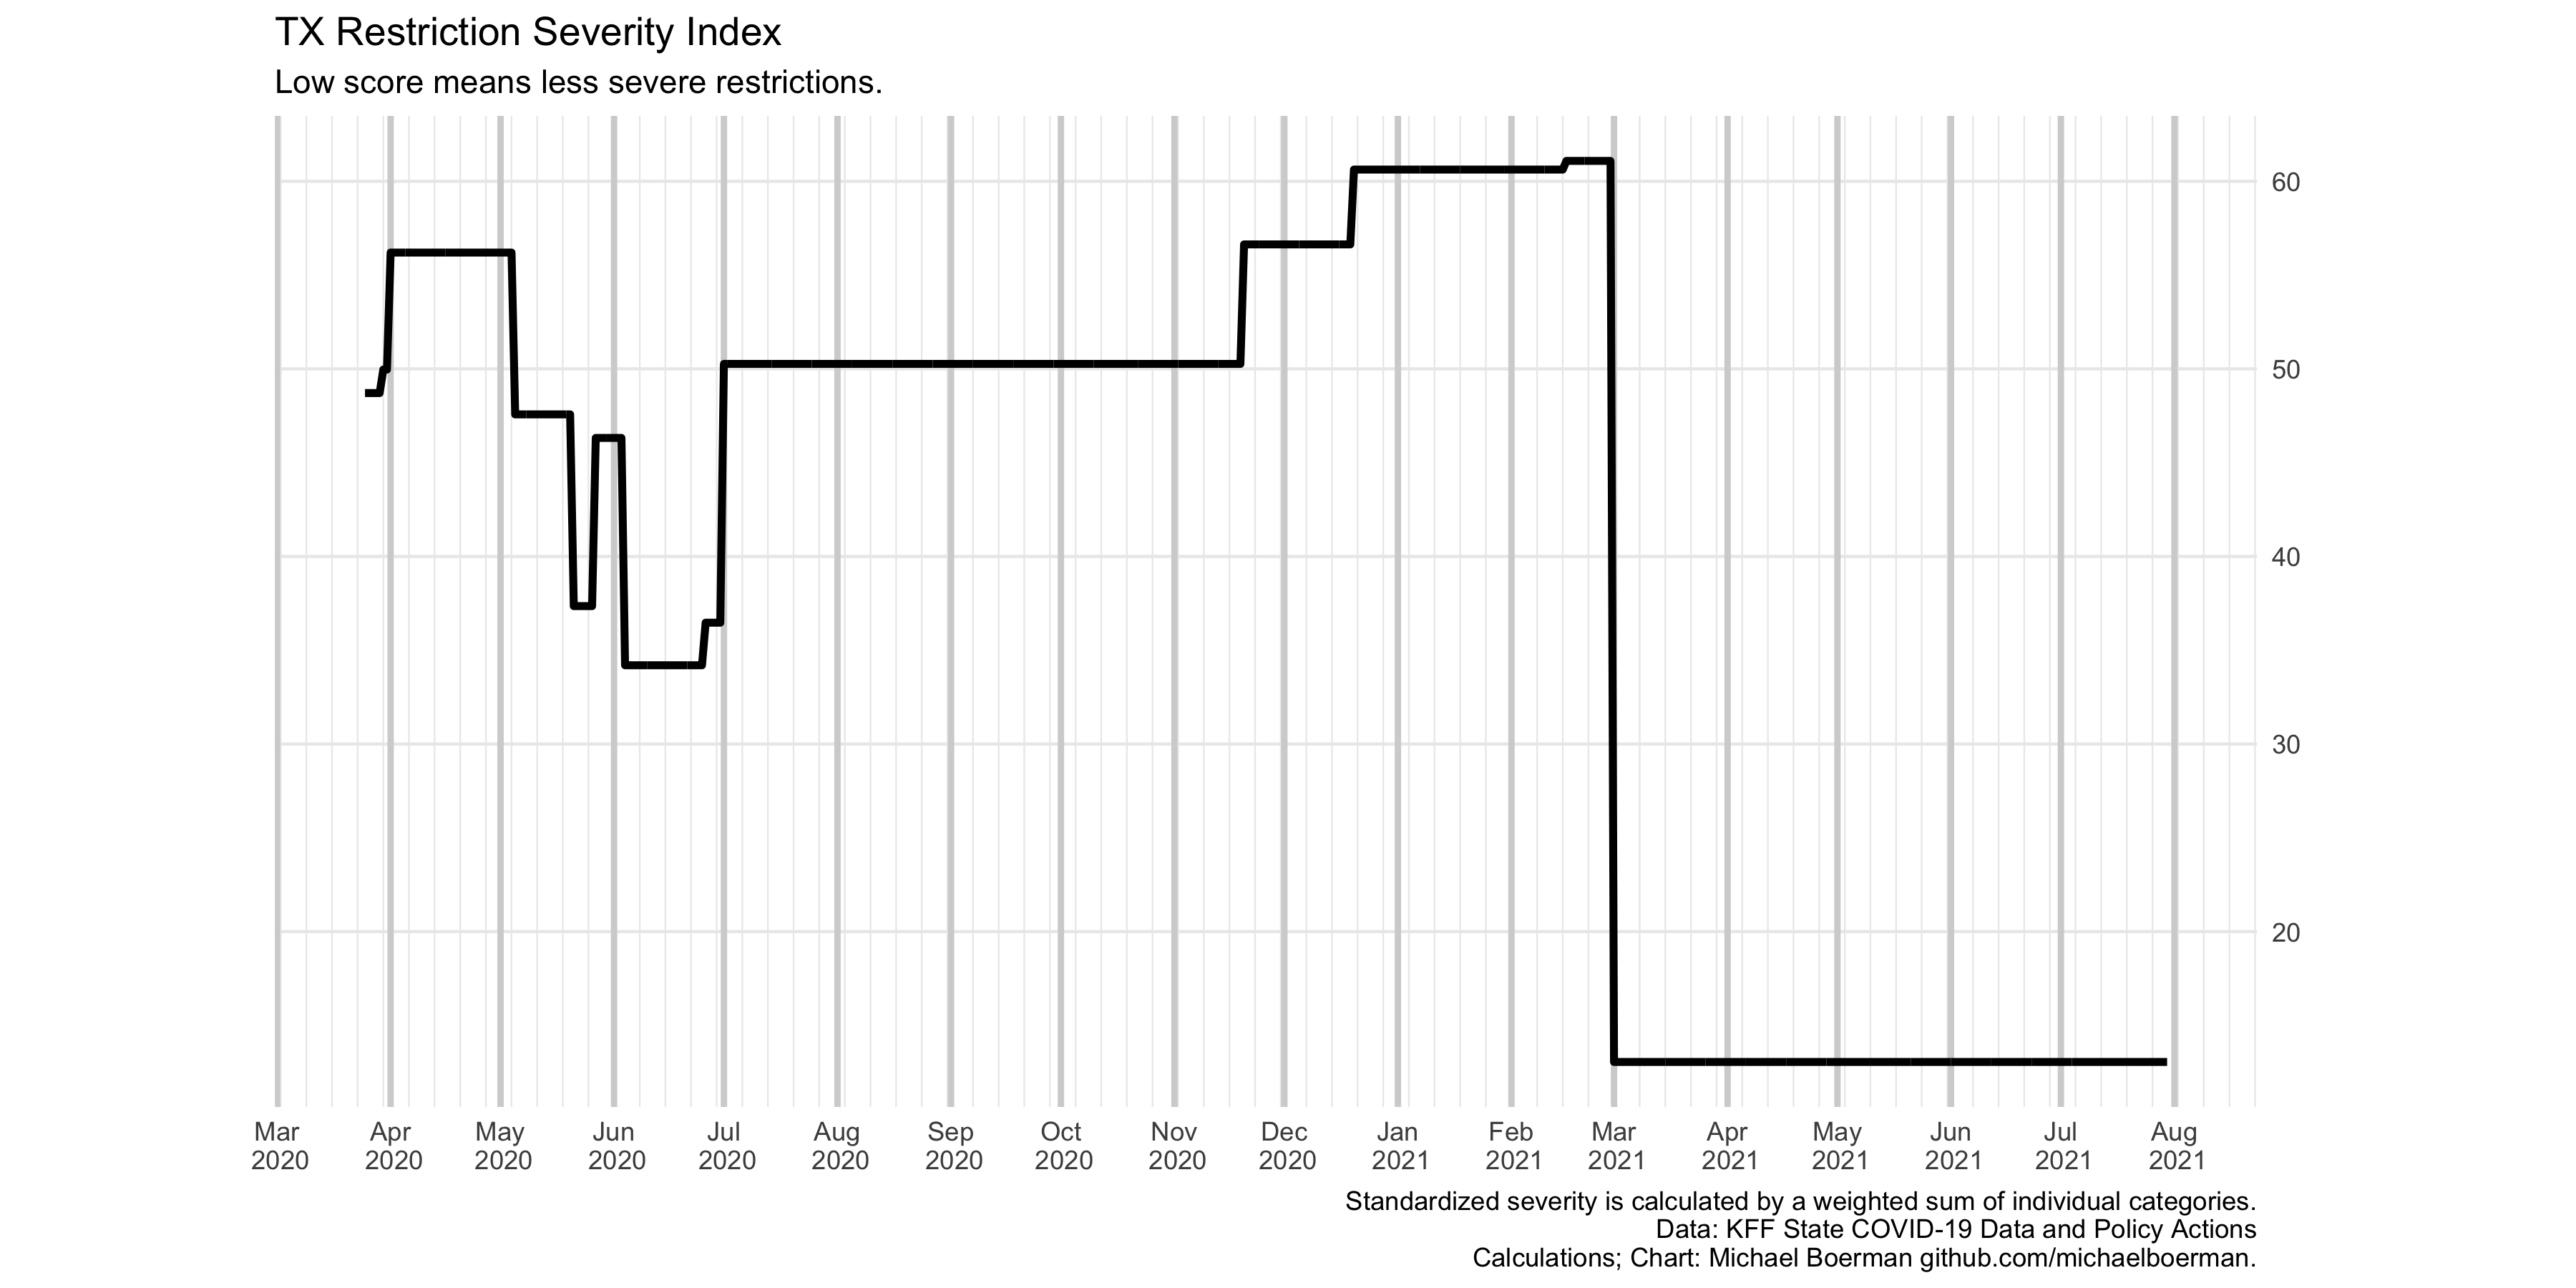 TX Restriction Severity Index
Low score means less severe restrictions.
60
50
40
30
20
Mar Apr May Jun Jul Aug Sep Oct Nov Dec Jan Feb Mar Apr May Jun Jul Aug
2020 2020 2020 2020 2020 2020 2020 2020 2020 2020 2021 2021 2021 2021 2021 2021 2021 2021
Standardized severity is calculated by a weighted sum of individual categories.
Data: KFF State COVID-19 Data and Policy Actions
Calculations; Chart: Michael Boerman github.com/michaelboerman.